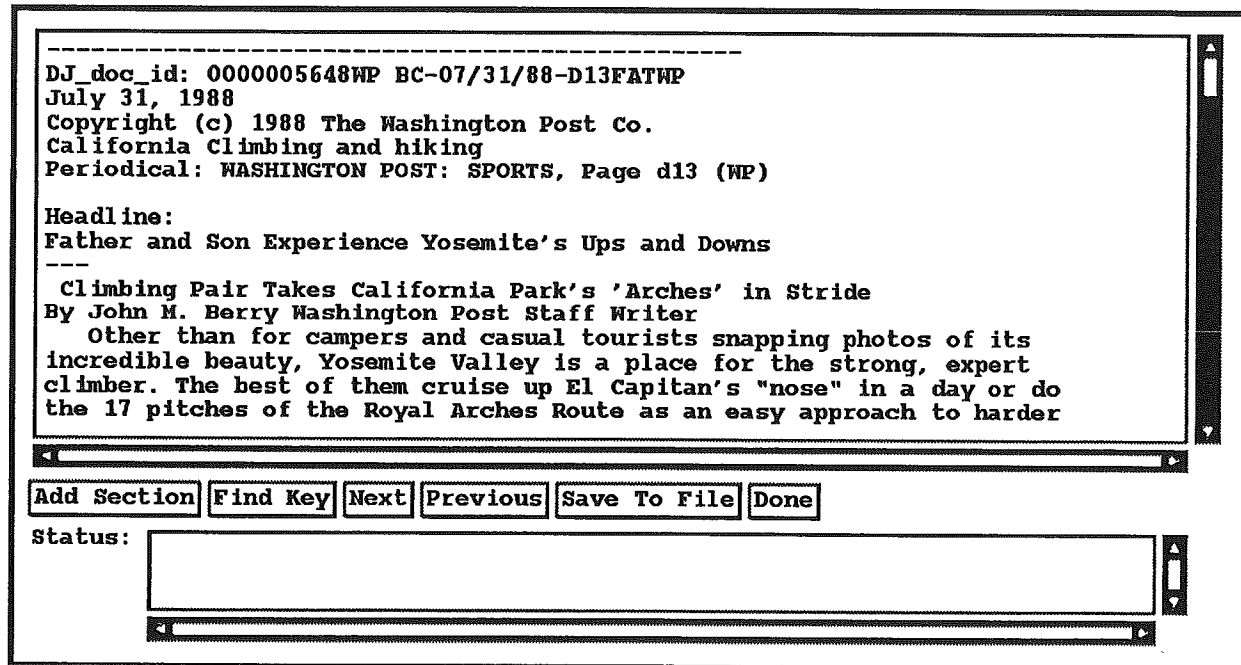 ------------------------------------------------
DJ_doc_id: 0000005648WP BC-07/31/88-D13FATWP
July 31, 1988
Copyright (c) 1988 The Washington Post Co.
California Climbing and hiking
Periodical: WASHINGTON POST: SPORTS, Page d13 (WP)
Headline:
Father and Son Experience Yosemite's Ups and Downs
---
Climbing Pair Takes California Park's 'Arches' in Stride
By John M. Berry Washington Post Staff Writer
Other than for campers and casual tourists snapping photos of its
incredible beauty, Yosemite Valley is a place for the strong, expert
climber. The best of them cruise up El Capitan's "nose" in a day or do
the 17 pitches of the Royal Arches Route as an easy approach to harder
Add Section Find Key Next Previous Save To File Done
Status: